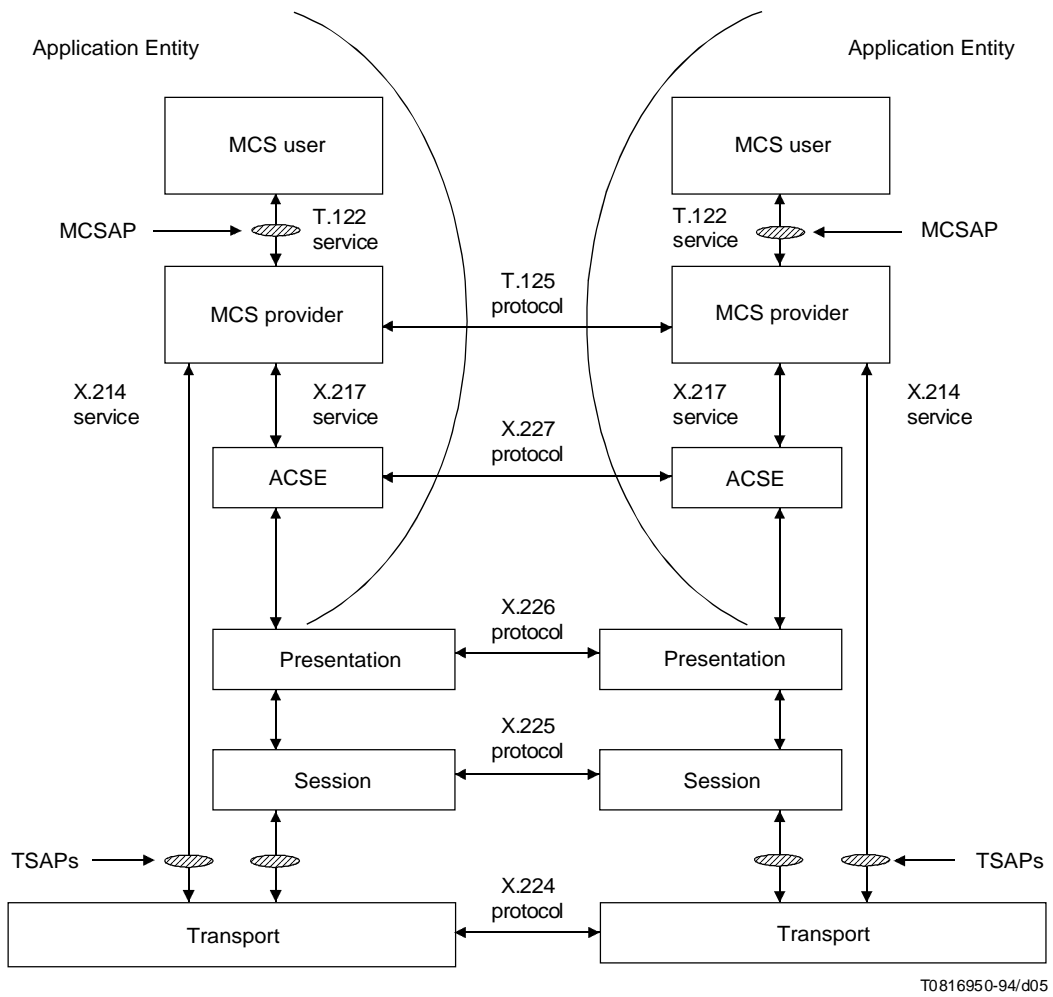 Application Entity
Application Entity
MCS user
MCS user
MCSAP
T.122
service
T.122
service
MCSAP
T.125
protocol
MCS provider
MCS provider
X.214
service
X.217
service
X.217
service
X.214
service
X.227
protocol
ACSE
ACSE
X.226
protocol
Presentation
Presentation
X.225
protocol
Session
Session
TSAPs
TSAPs
X.224
protocol
Transport
Transport
T0816950-94/d05